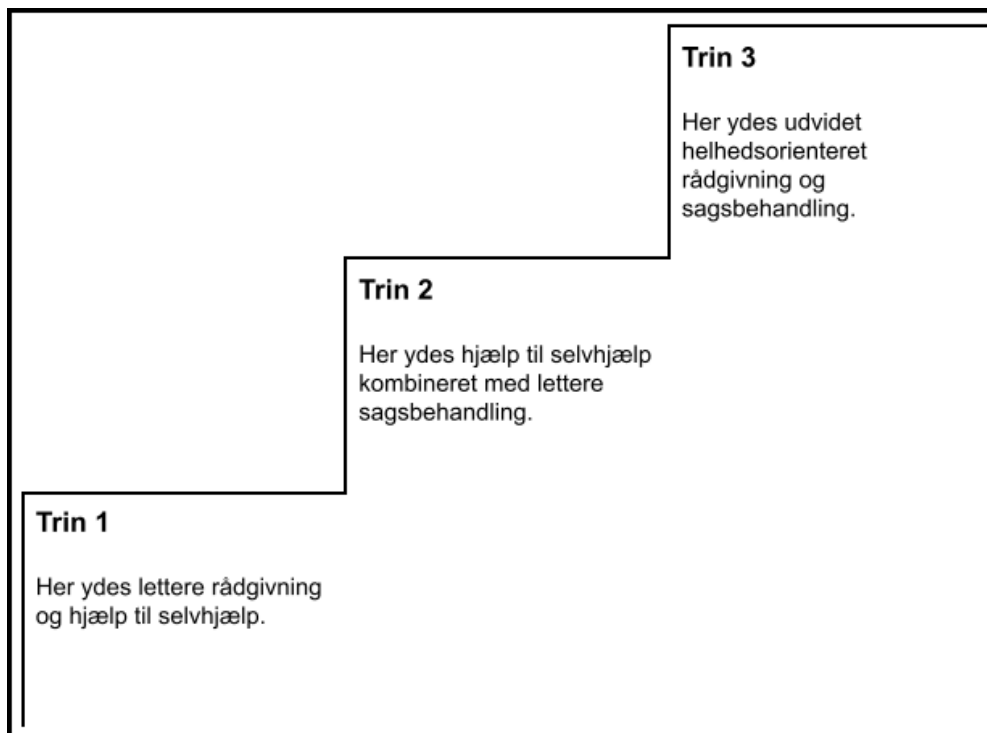 Trin 3
Her ydes udvidet
helhedsorienteret
rådgivning og
sagsbehandling.
Trin 2
Her ydes hjælp til selvhjælp
kombineret med lettere
sagsbehandling.
Trin 1
Her ydes lettere rådgivning
og hjælp til selvhjælp.